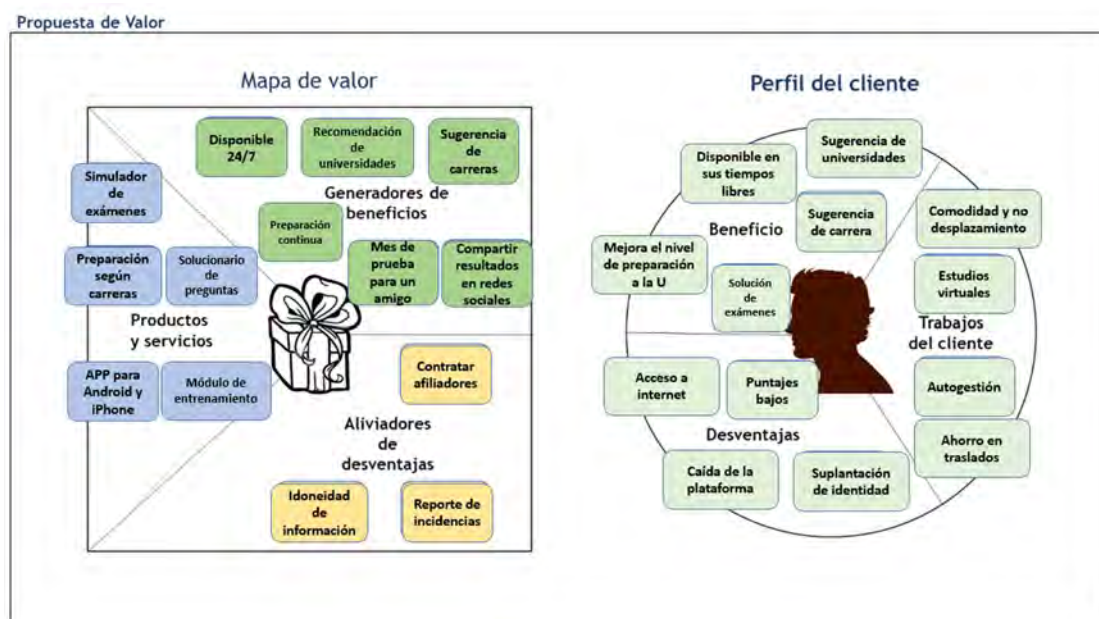 Propuesta de Valor
Mapa de valor
Disponible
24/7
Recomendación
de
universidades
Sugerencia
de
carreras
Simulador
de
exámenes
Generadores de
beneficios
Preparación
continua
Preparación
según
carreras
Solucionario
de
preguntas
Mes de
prueba
para un
amigo
Compartir
resultados
en redes
sociales
Productos
y servicios
APP para
Android y
iPhone
Módulo de
entrenamiento
Contratar
afiliadores
Aliviadores
de
desventajas
Idoneidad
de
información
Reporte de
incidencias
Perfil del cliente
Disponible en
sus tiempos
libres
Sugerencia de
universidades
Beneficio
Sugerencia
de carrera
Comodidad y no
desplazamiento
Mejora el nivel
de preparación
a la U
Solución
de
exámenes
Estudios
virtuales
Trabajos
del cliente
Acceso a
internet
Puntajes
bajos
Autogestión
Desventajas
Ahorro en
traslados
Caída de la
plataforma
Suplantación
de identidad